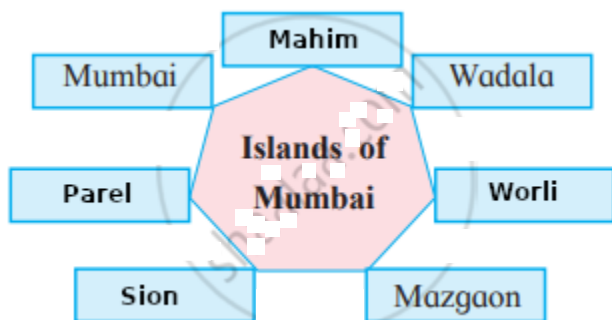 Mahim
Mumbai
Wadala
Islands of
Mumbai
Parel
Worli
Sion
Mazgaon